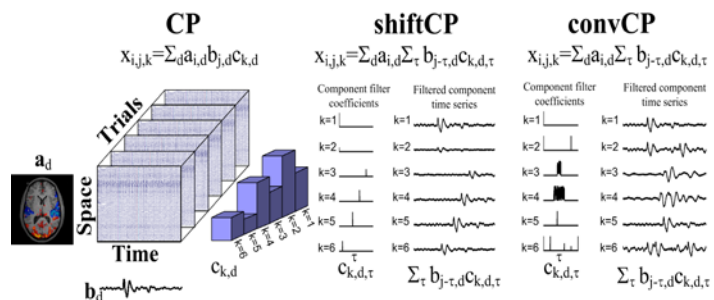 CP
x_{i,j,k}=Σ_d a_{i,d}b_{j,d}c_{k,d}
Trials
a_d
Space
Time
b_d
k=1
k=2
k=3
k=4
k=5
k=6
c_{k,d}
shiftCP
x_{i,j,k}=Σ_d a_{i,d}Σ_τ b_{j-τ,d}c_{k,d,τ}
Component filter
coefficients
Filtered component
time series
k=1 k=1
k=2 k=2
k=3 k=3
k=4 k=4
k=5 k=5
k=6 k=6
τ
c_{k,d,τ} Σ_τ b_{j-τ,d}c_{k,d,τ}
convCP
x_{i,j,k}=Σ_d a_{i,d}Σ_τ b_{j-τ,d}c_{k,d,τ}
Component filter
coefficients
Filtered component
time series
k=1 k=1
k=2 k=2
k=3 k=3
k=4 k=4
k=5 k=5
k=6 k=6
τ
c_{k,d,τ} Σ_τ b_{j-τ,d}c_{k,d,τ}